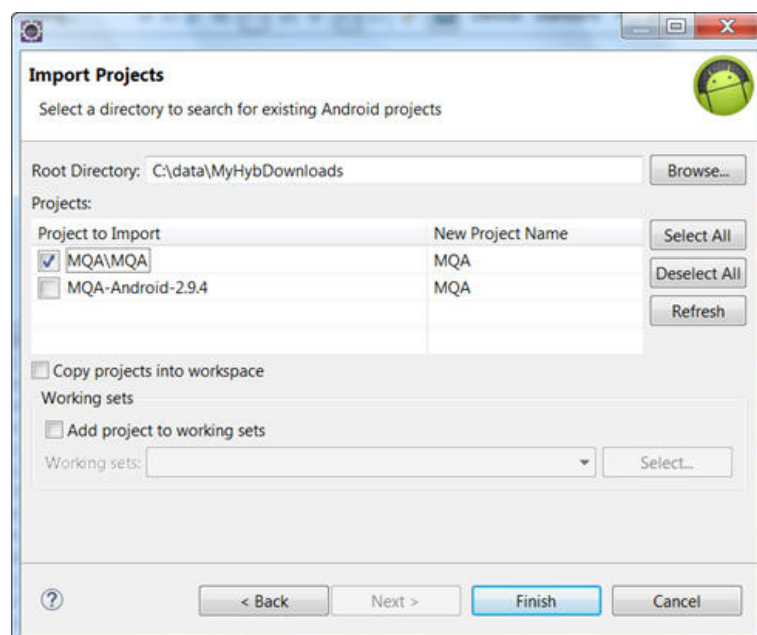 Import Projects
Select a directory to search for existing Android projects
Root Directory: C:\data\MyHybDownloads Browse...
Projects:
Project to Import New Project Name Select All
MQA\MQA MQA
Deselect All
MQA-Android-2.9.4 MQA
Refresh
Copy projects into workspace
Working sets
Add project to working sets
Working sets: Select...
< Back Next > Finish Cancel